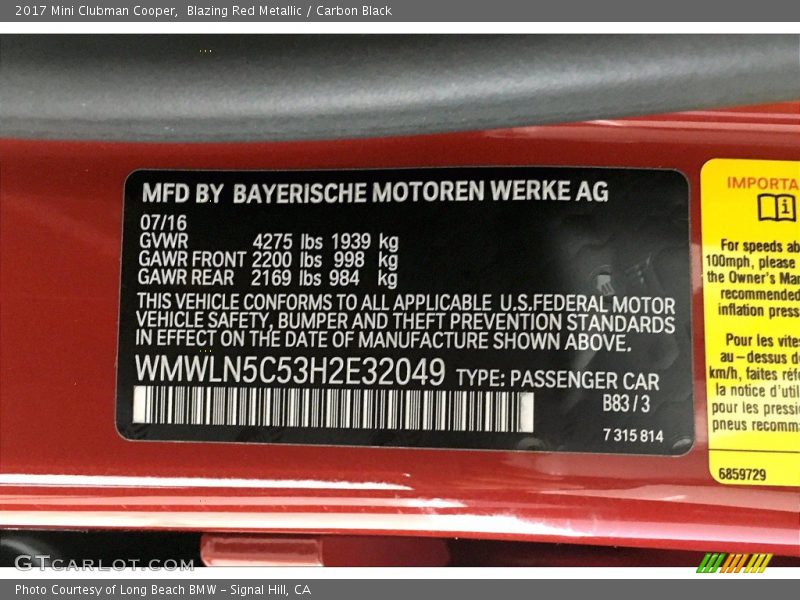 2017 Mini Clubman Cooper, Blazing Red Metallic / Carbon Black
MFD BY BAYERISCHE MOTOREN WERKE AG
07/16
GVWR 4275 lbs 1939 kg
GAWR FRONT 2200 lbs 998 kg
GAWR REAR 2169 lbs 984 kg
THIS VEHICLE CONFORMS TO ALL APPLICABLE U.S.FEDERAL MOTOR
VEHICLE SAFETY, BUMPER AND THEFT PREVENTION STANDARDS
IN EFFECT ON THE DATE OF MANUFACTURE SHOWN ABOVE.
WMWLN5C53H2E32049 TYPE: PASSENGER CAR
B83 / 3
7 315 814
IMPORTA
For speeds ab
100mph, please
the Owner's Man
recommended
inflation press
Pour les vites
au-dessus d
km/h, faites réfé
la notice d'util
pour les pressi
pneus recomm
6859729
GTCARLOT.COM
Photo Courtesy of Long Beach BMW - Signal Hill, CA